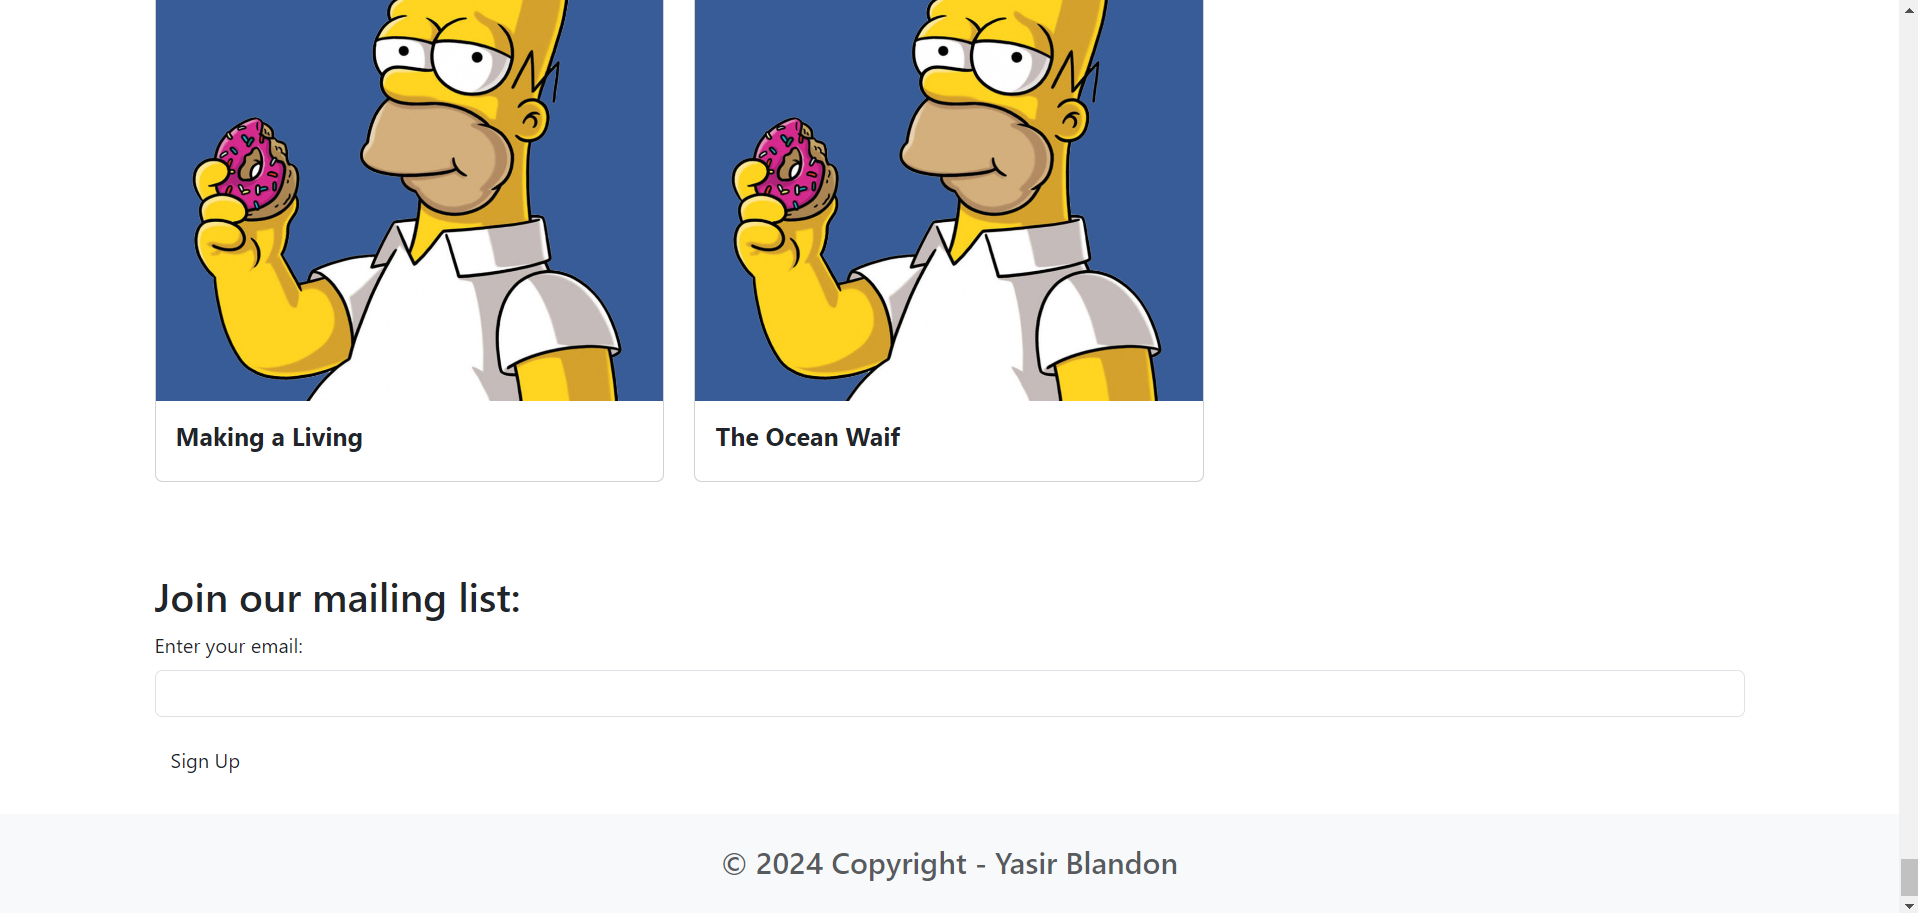 Making a Living
The Ocean Waif
Join our mailing list:
Enter your email:
Sign Up
© 2024 Copyright - Yasir Blandon